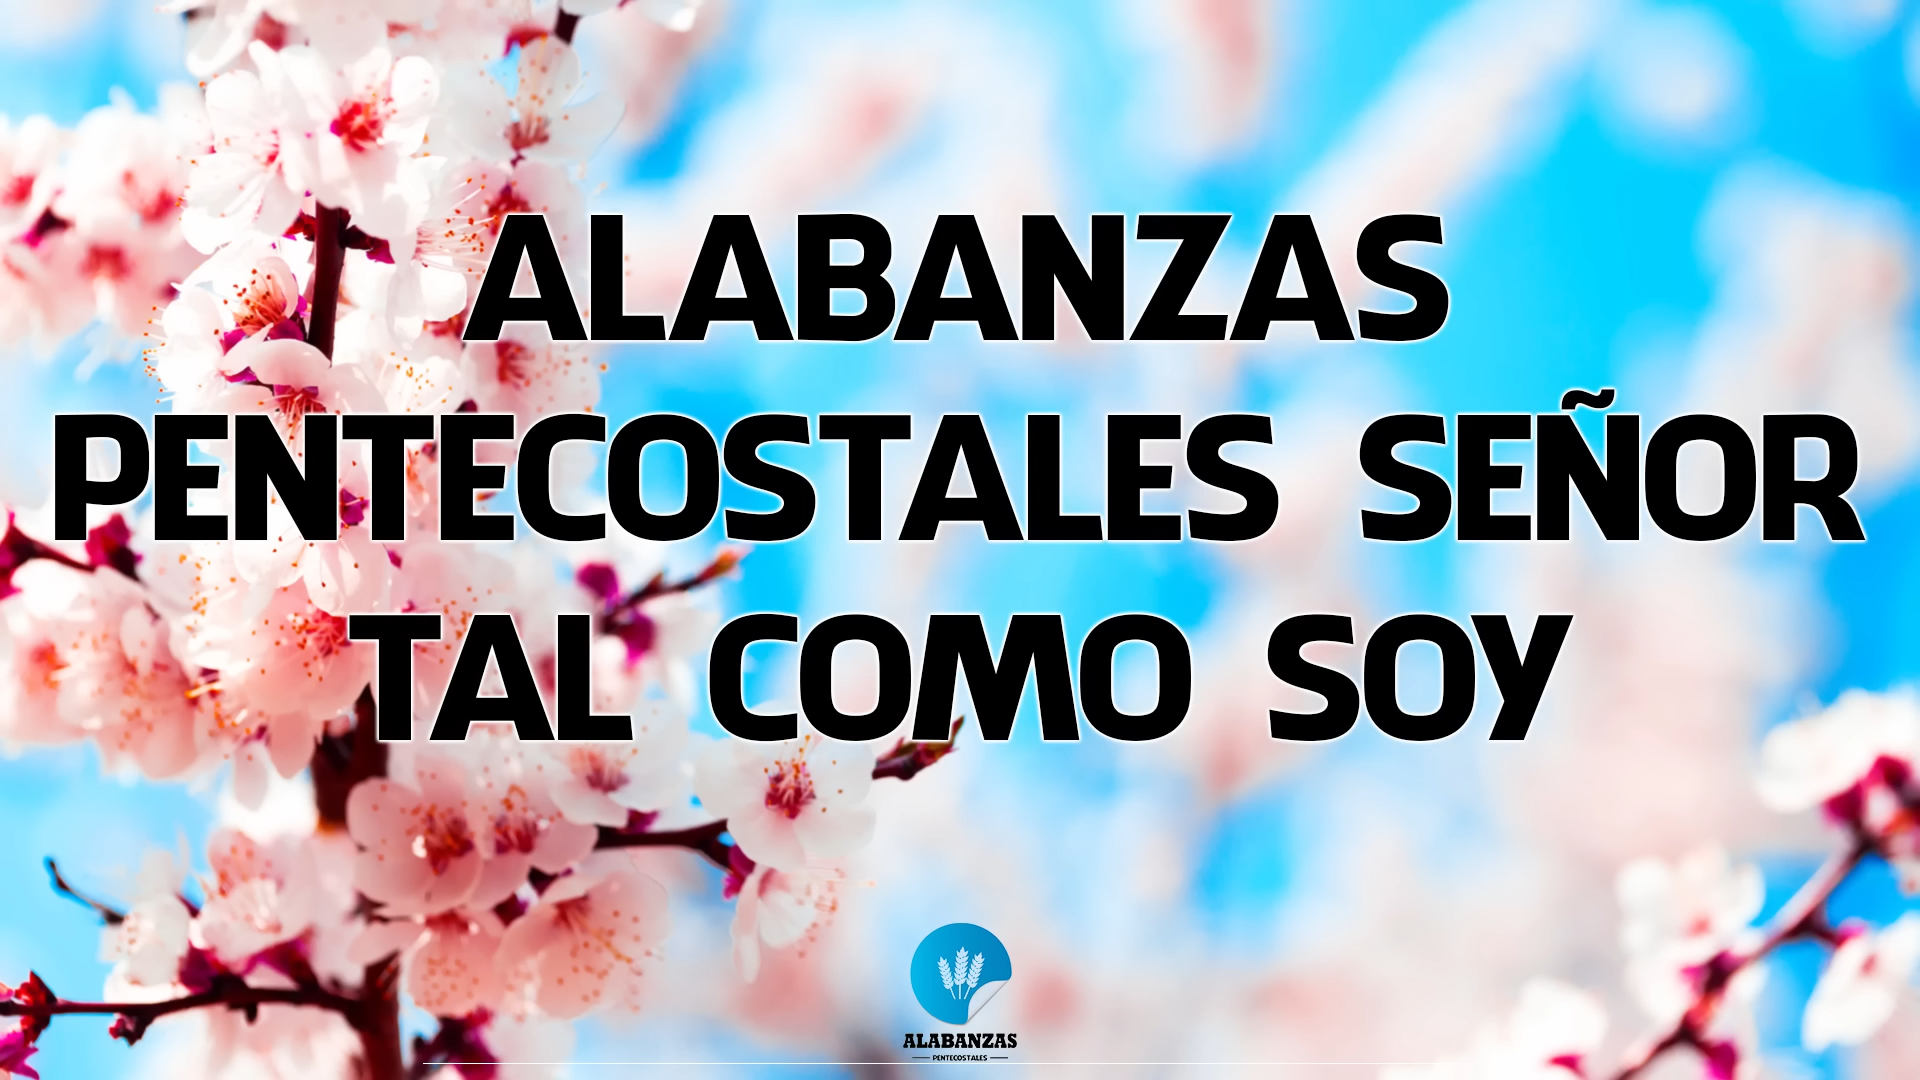 ALABANZAS
PENTECOSTALES SEÑOR
TAL COMO SOY
ALABANZAS
PENTECOSTALES